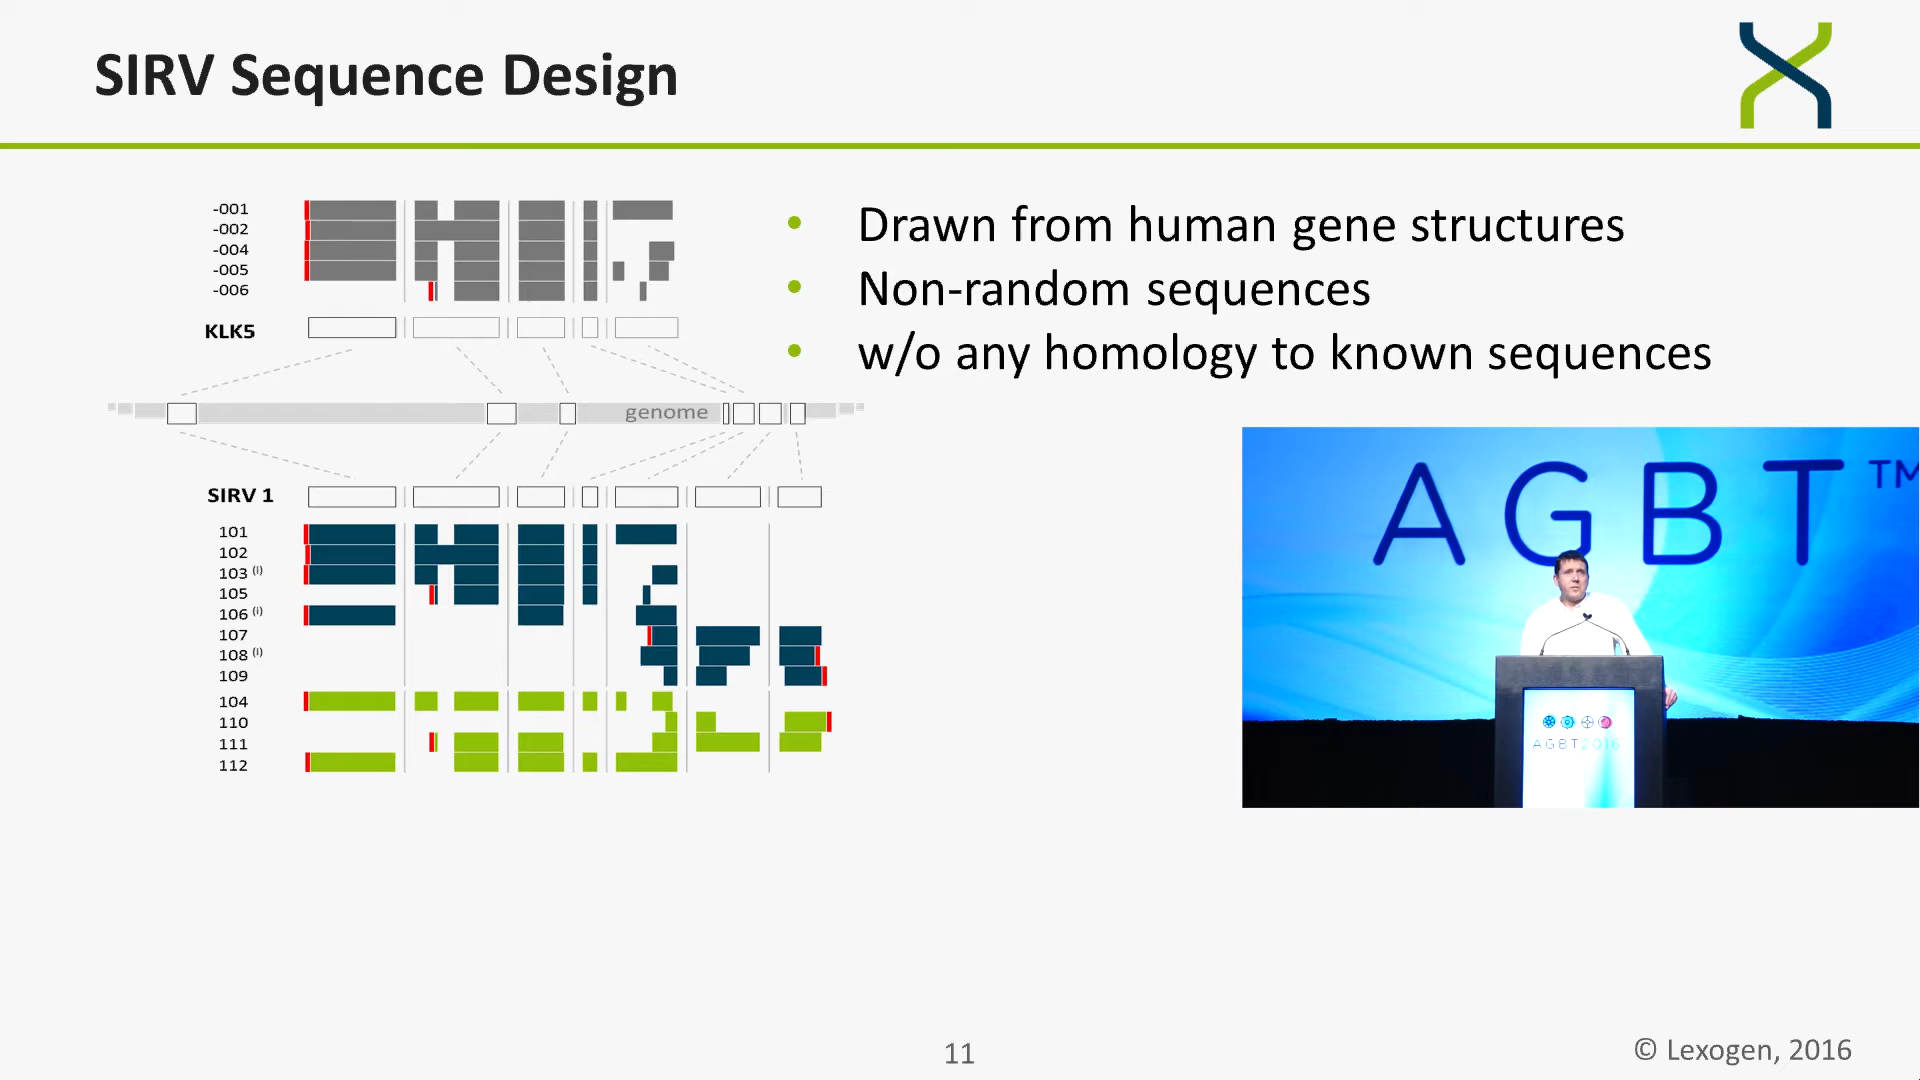 SIRV Sequence Design
-001
-002
-004
-005
-006
KLK5
genome
SIRV 1
101
102
103 (i)
105
106 (i)
107
108 (i)
109
104
110
111
112
• Drawn from human gene structures
• Non-random sequences
• w/o any homology to known sequences
AGBT™
AGBT2016
11
© Lexogen, 2016